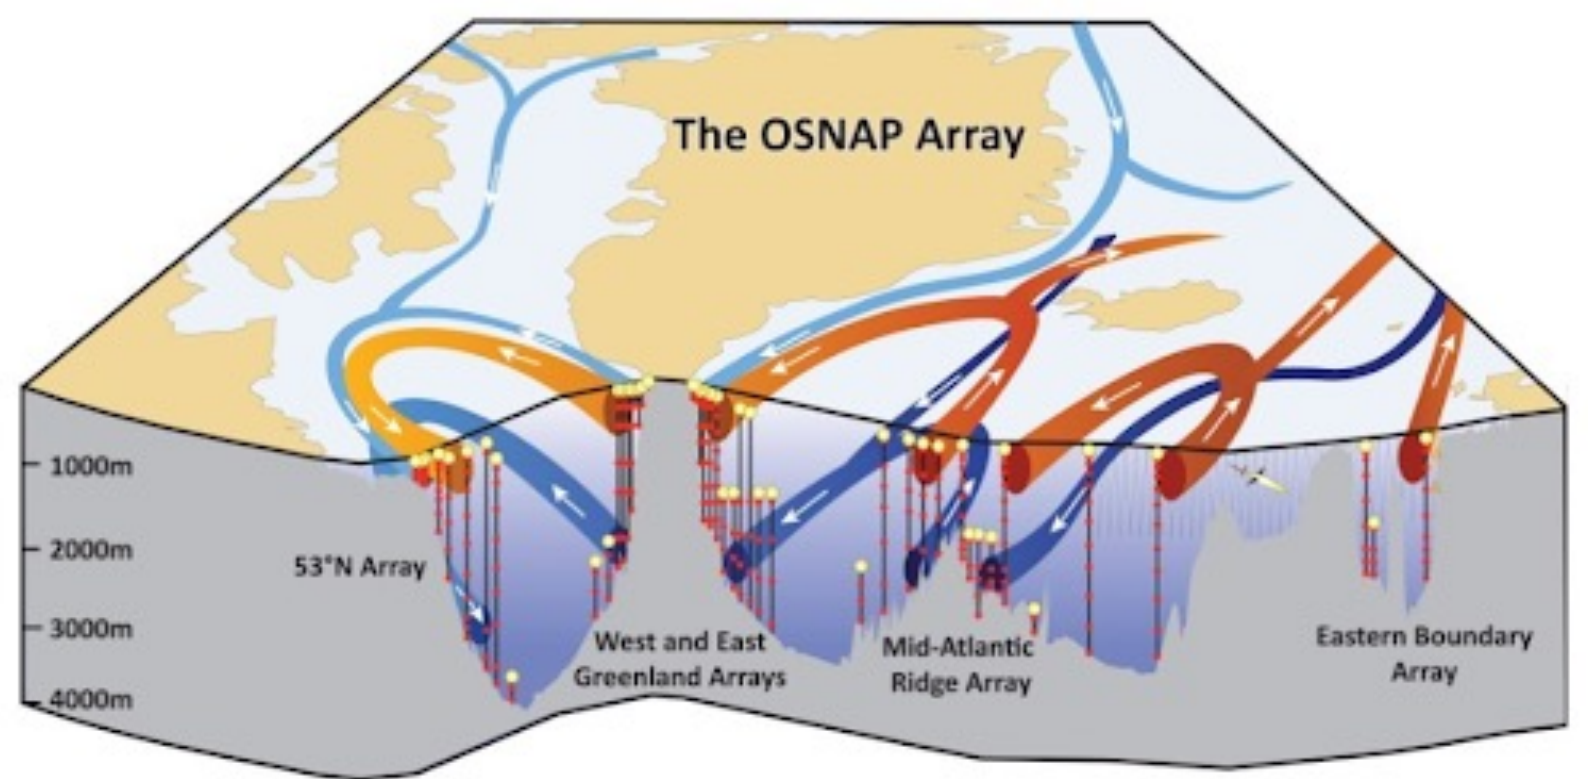 The OSNAP Array
1000m
2000m
3000m
4000m
53°N Array
West and East
Greenland Arrays
Mid-Atlantic
Ridge Array
Eastern Boundary
Array